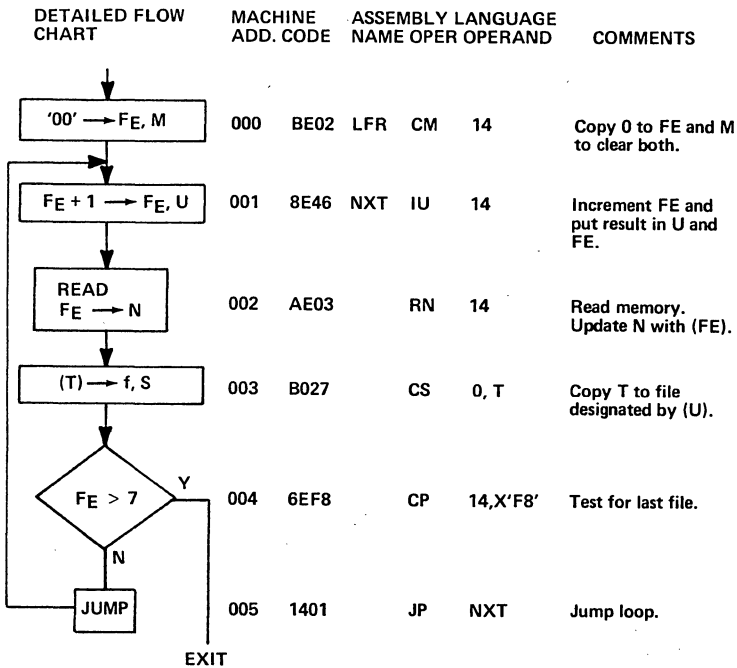 DETAILED FLOW CHART
MACHINE ADD. CODE
ASSEMBLY LANGUAGE NAME OPER OPERAND
COMMENTS
'00' → FE, M
000 BE02 LFR CM 14
Copy 0 to FE and M
to clear both.
FE + 1 → FE, U
001 8E46 NXT IU 14
Increment FE and
put result in U and
FE.
READ
FE → N
002 AE03 RN 14
Read memory.
Update N with (FE).
(T) → f, S
003 B027 CS 0, T
Copy T to file
designated by (U).
FE > 7
Y
N
004 6EF8 CP 14,X'F8'
Test for last file.
JUMP
005 1401 JP NXT
Jump loop.
EXIT